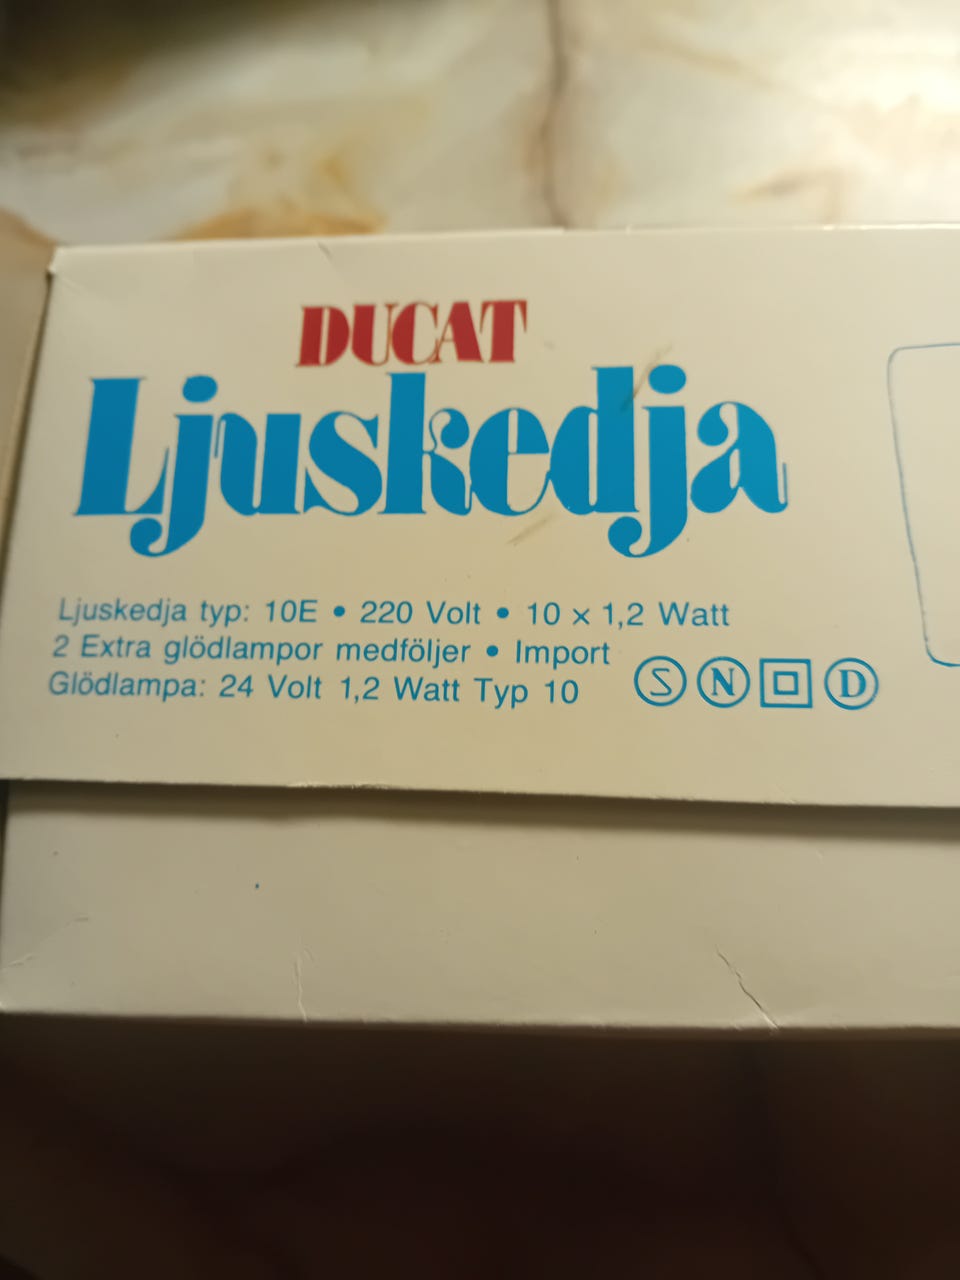 DUCAT
Ljuskedja
Ljuskedja typ: 10E • 220 Volt • 10 x 1,2 Watt
2 Extra glödlampor medföljer • Import
Glödlampa: 24 Volt 1,2 Watt Typ 10
S N D